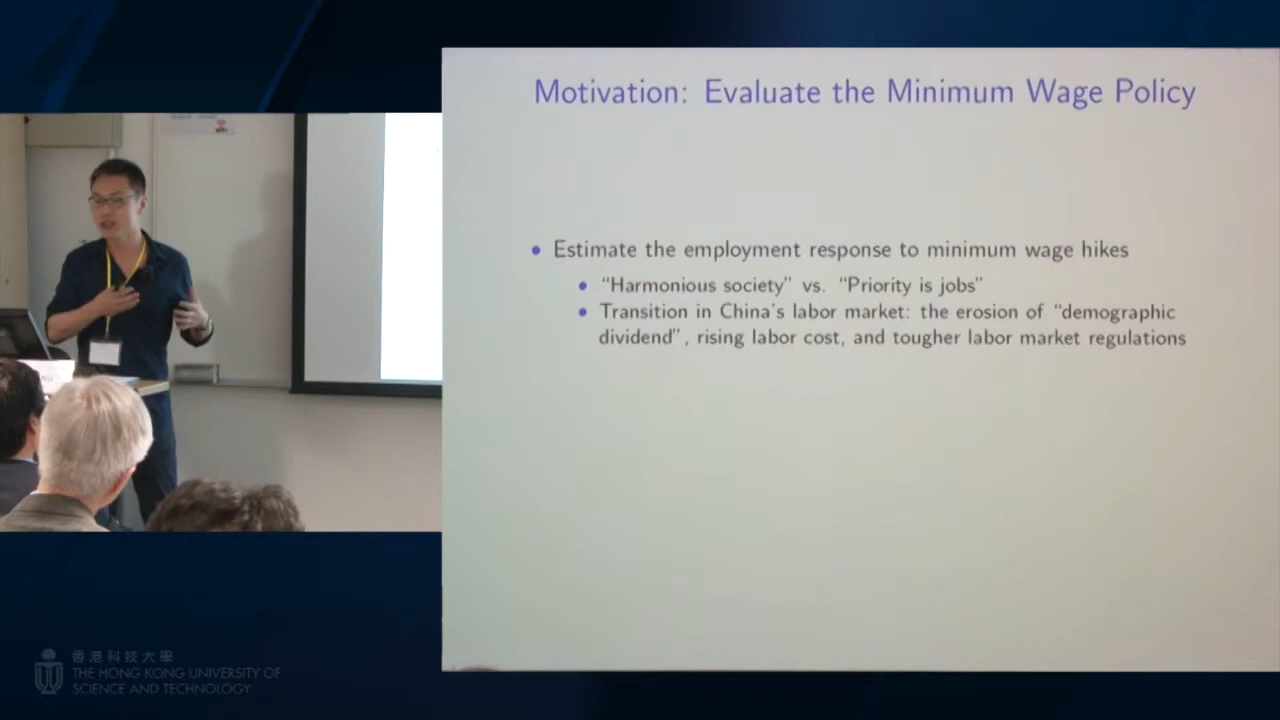 Motivation: Evaluate the Minimum Wage Policy
• Estimate the employment response to minimum wage hikes
• “Harmonious society” vs. “Priority is jobs”
• Transition in China's labor market: the erosion of “demographic
dividend”, rising labor cost, and tougher labor market regulations
香港科技大學
THE HONG KONG UNIVERSITY OF
SCIENCE AND TECHNOLOGY